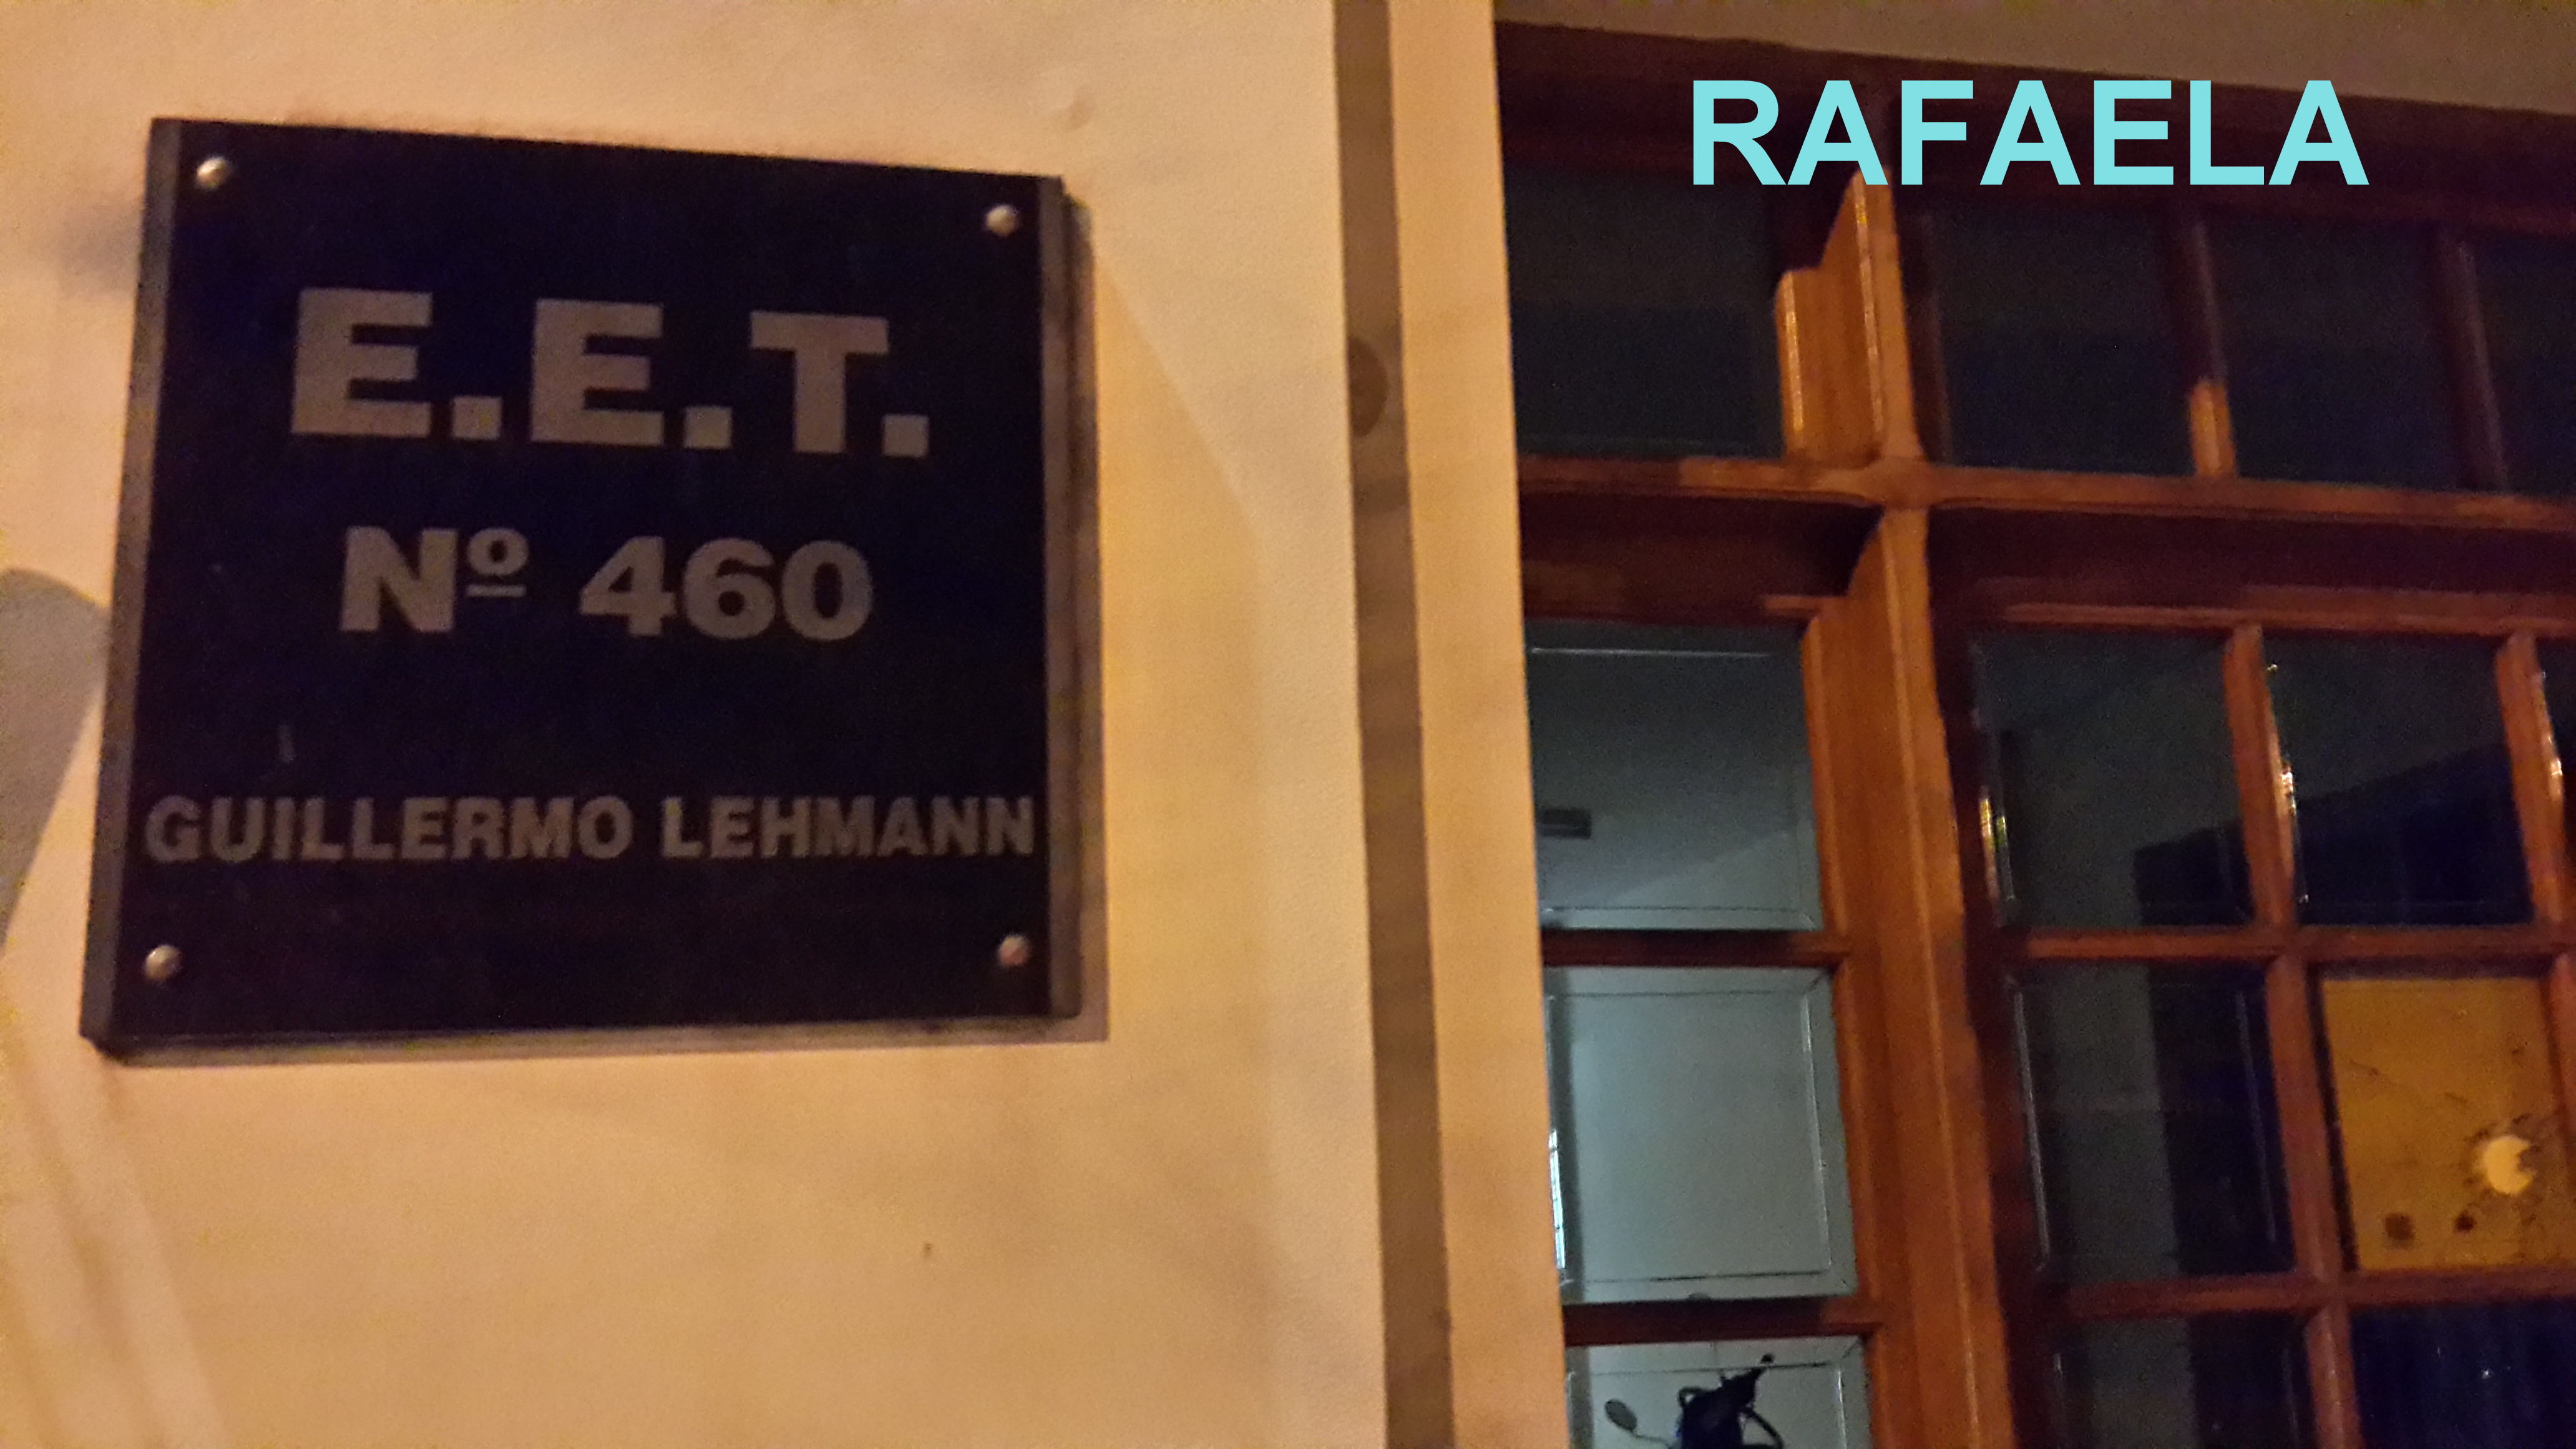 RAFAELA
E.E.T.
Nº 460
GUILLERMO LEHMANN